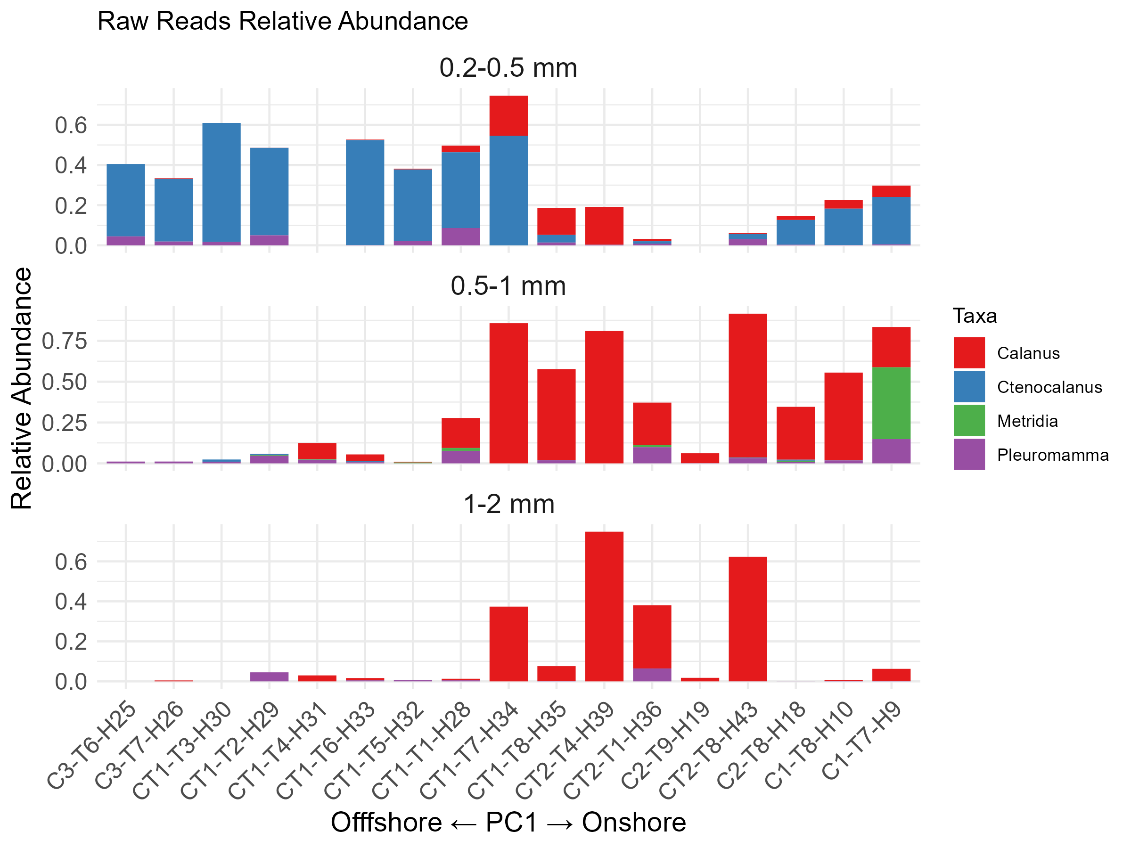 Raw Reads Relative Abundance
0.2-0.5 mm
0.6
0.4
0.2
0.0
0.5-1 mm
0.75
0.50
0.25
0.00
1-2 mm
0.6
0.4
0.2
0.0
Relative Abundance
C3-T6-H25
C3-T7-H26
CT1-T3-H30
CT1-T2-H29
CT1-T4-H31
CT1-T6-H33
CT1-T5-H32
CT1-T1-H28
CT1-T7-H34
CT1-T8-H35
CT2-T4-H39
CT2-T1-H36
C2-T9-H19
CT2-T8-H43
C2-T8-H18
C1-T8-H10
C1-T7-H9
Offfshore ← PC1 → Onshore
Taxa
Calanus
Ctenocalanus
Metridia
Pleuromamma